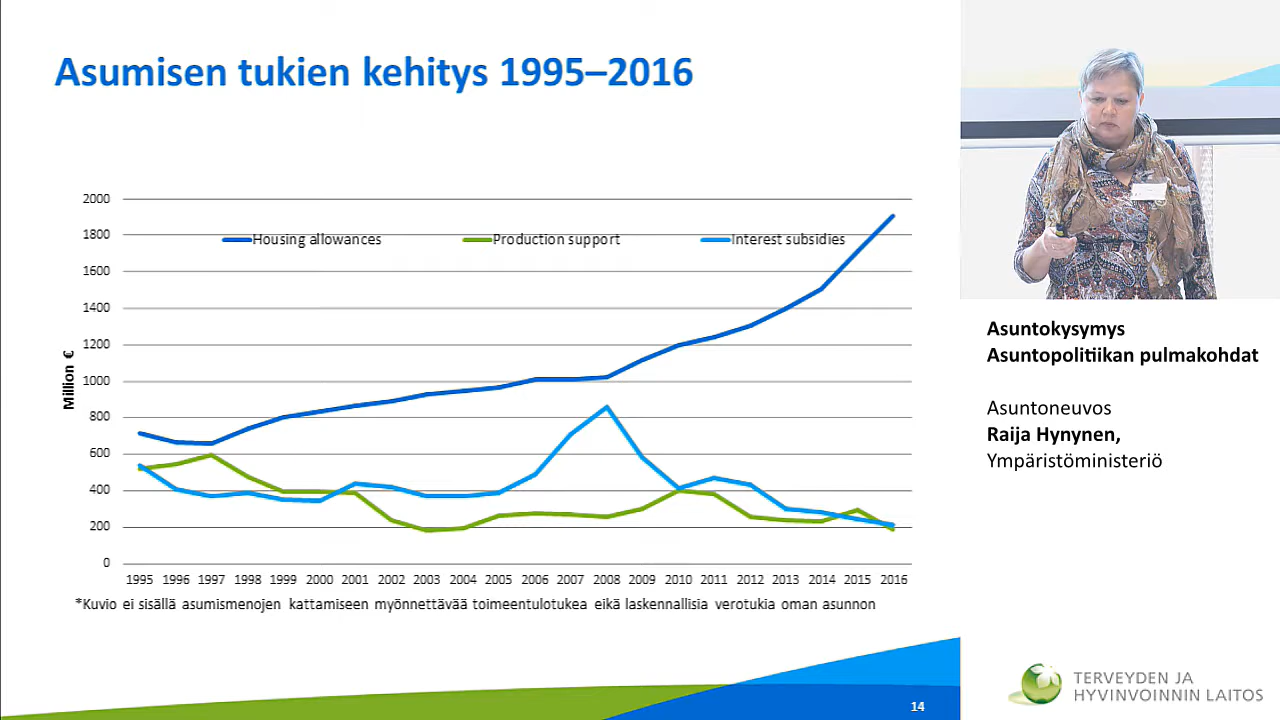 Asumisen tukien kehitys 1995–2016
2000
1800
1600
1400
1200
1000
800
600
400
200
0
Million €
Housing allowances
Production support
Interest subsidies
1995 1996 1997 1998 1999 2000 2001 2002 2003 2004 2005 2006 2007 2008 2009 2010 2011 2012 2013 2014 2015 2016
*Kuvio ei sisällä asumismenojen kattamiseen myönnettävää toimeentulotukea eikä laskennallisia verotukia oman asunnon
14
Asuntokysymys
Asuntopolitiikan pulmakohdat
Asuntoneuvos
Raija Hynynen,
Ympäristöministeriö
TERVEYDEN JA
HYVINVOINNIN LAITOS